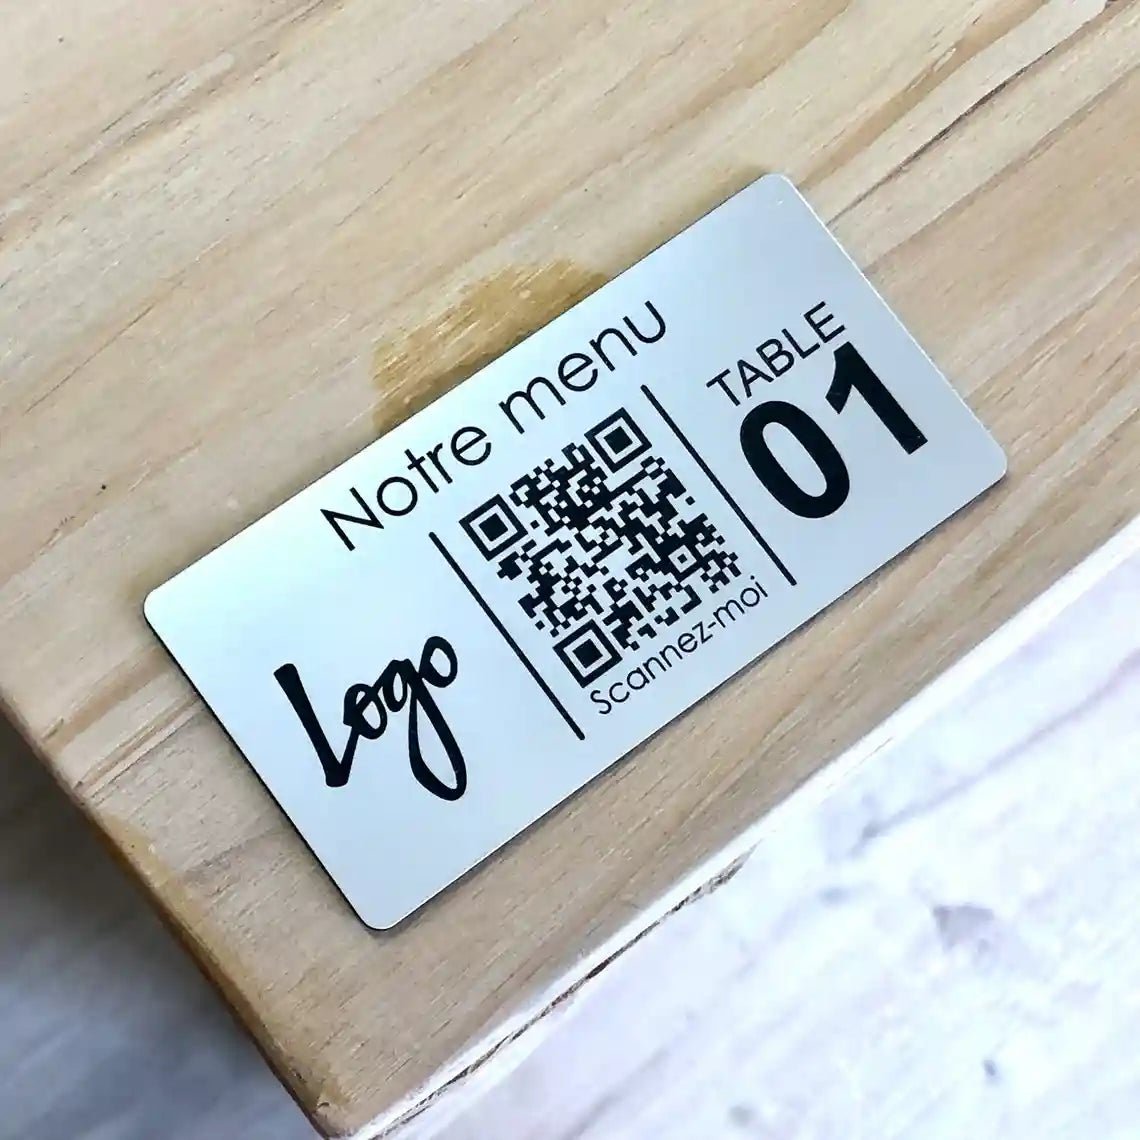 Notre menu
Logo
Scannez-moi
TABLE
01